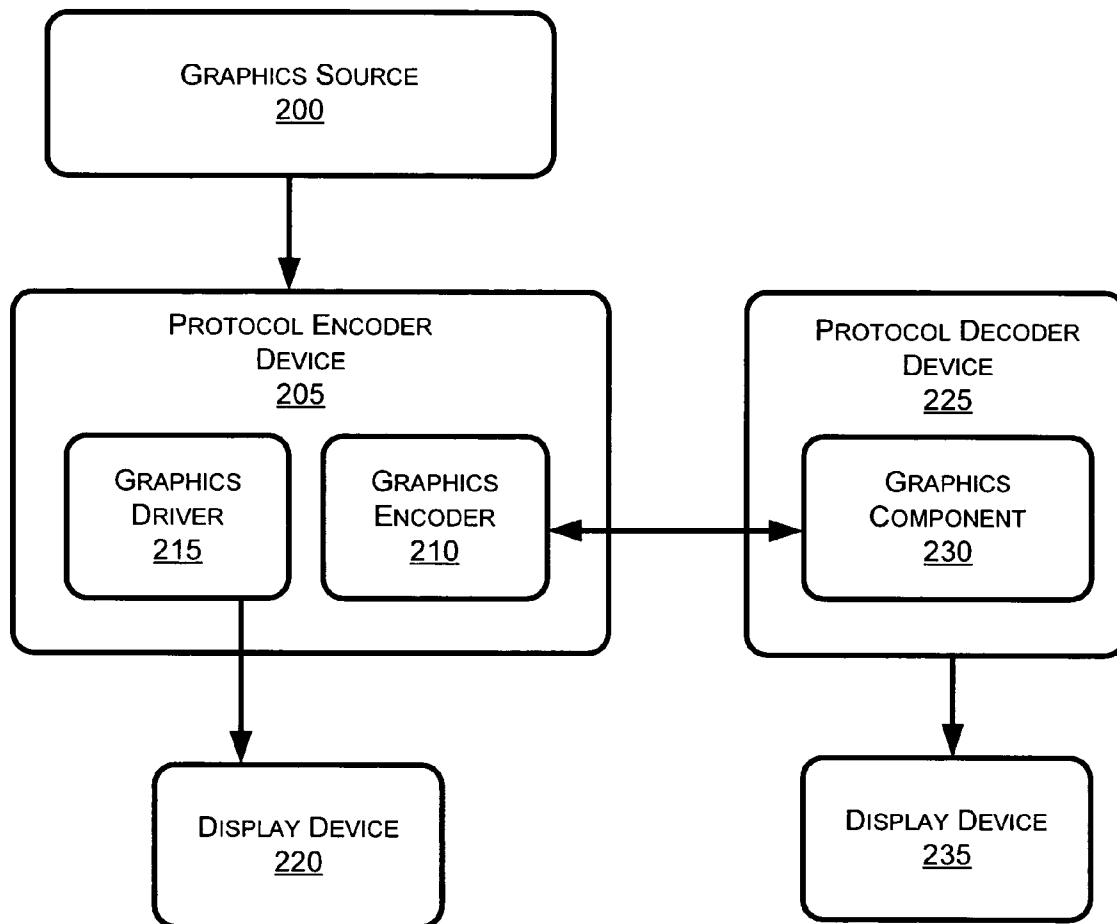 GRAPHICS SOURCE
200
PROTOCOL ENCODER
DEVICE
205
GRAPHICS
DRIVER
215
GRAPHICS
ENCODER
210
PROTOCOL DECODER
DEVICE
225
GRAPHICS
COMPONENT
230
DISPLAY DEVICE
220
DISPLAY DEVICE
235